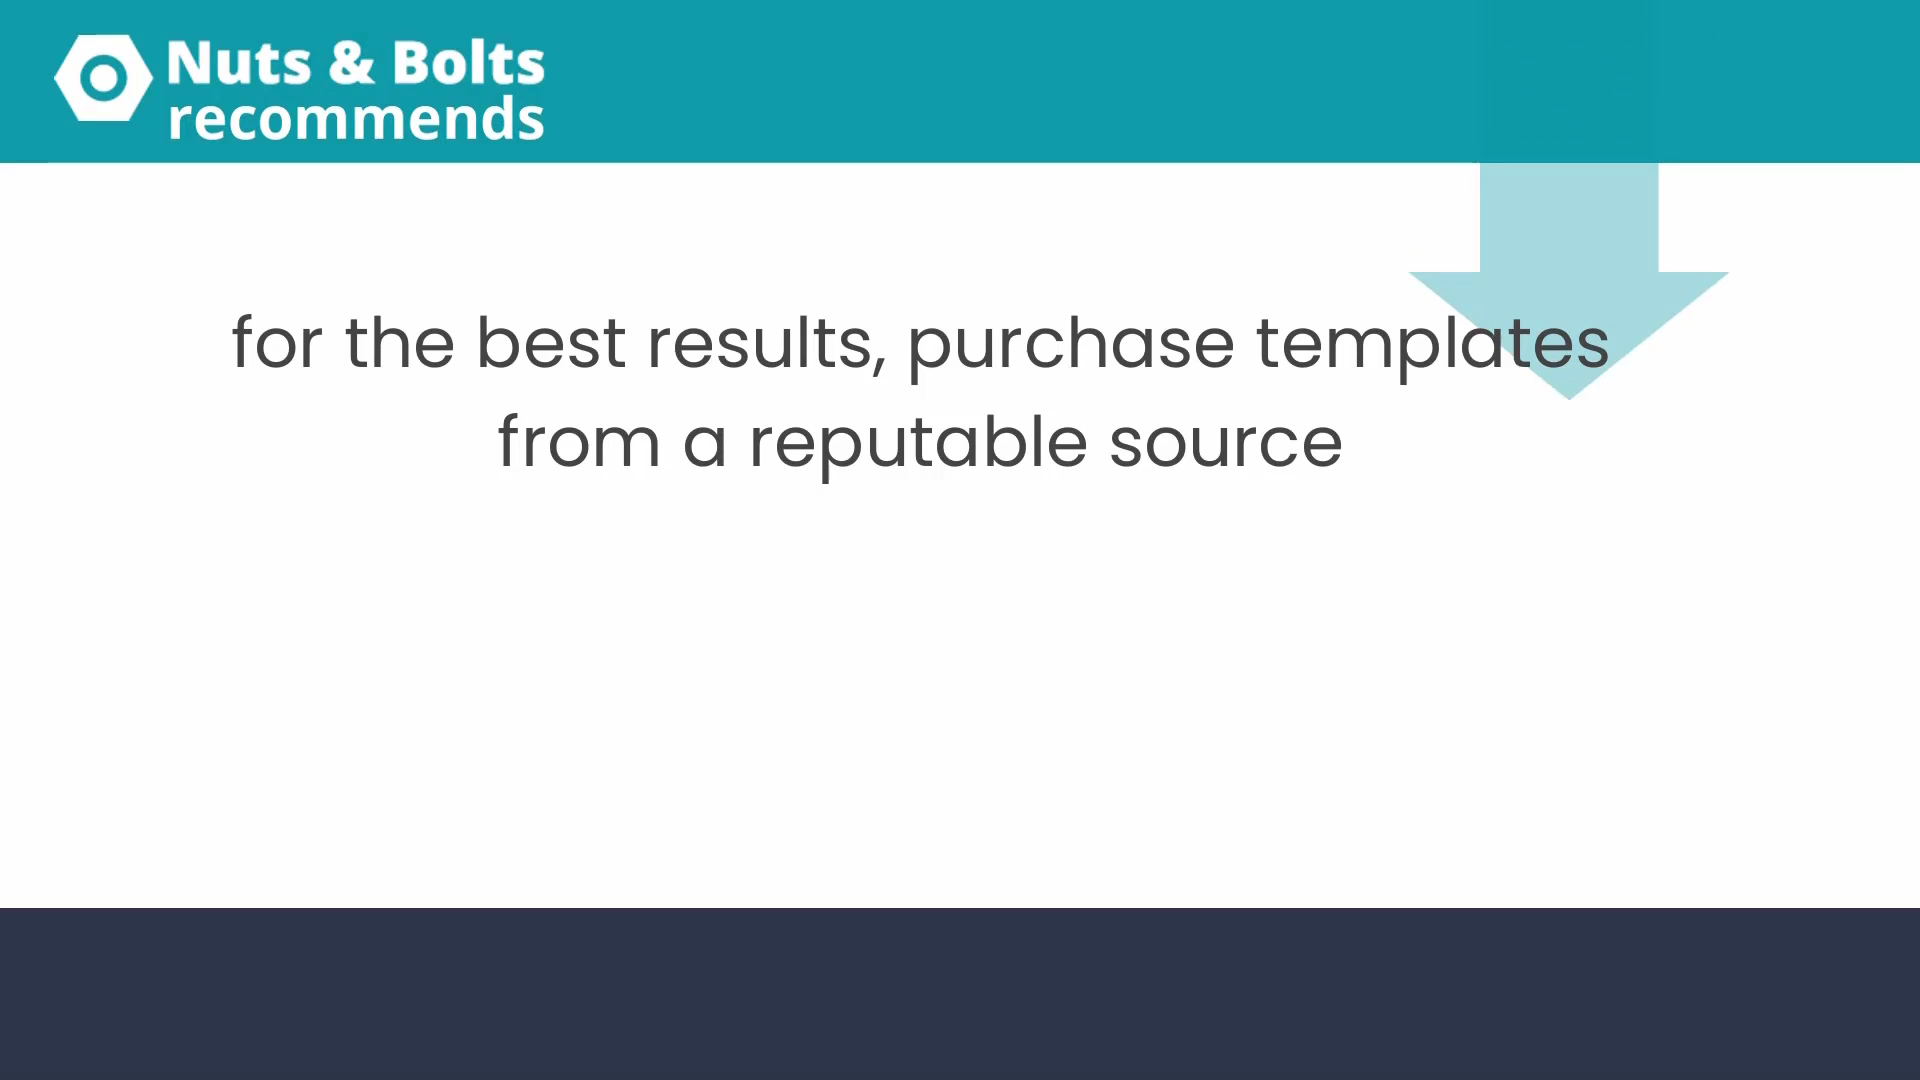 Nuts & Bolts
recommends
for the best results, purchase templates
from a reputable source